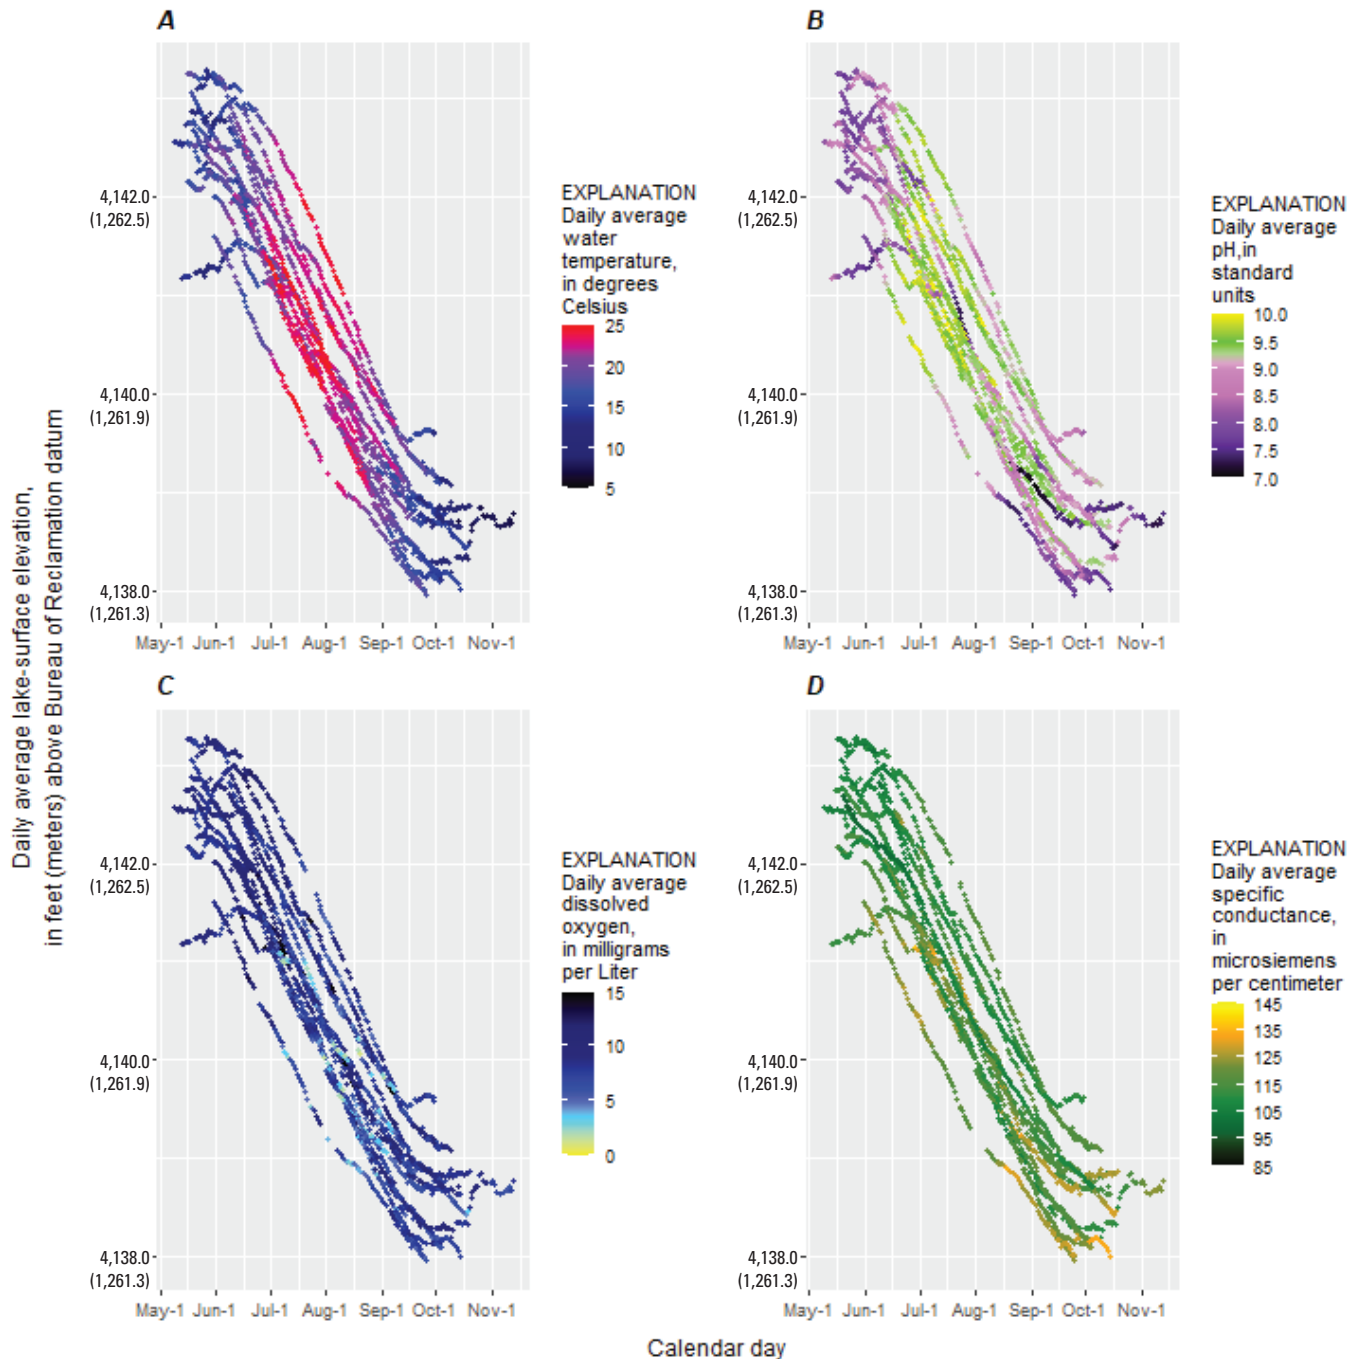 A
B
4,142.0
(1,262.5)
4,140.0
(1,261.9)
4,138.0
(1,261.3)
May-1 Jun-1 Jul-1 Aug-1 Sep-1 Oct-1 Nov-1
EXPLANATION
Daily average
water
temperature,
in degrees
Celsius
25
20
15
10
5
4,142.0
(1,262.5)
4,140.0
(1,261.9)
4,138.0
(1,261.3)
May-1 Jun-1 Jul-1 Aug-1 Sep-1 Oct-1 Nov-1
EXPLANATION
Daily average
pH,in
standard
units
10.0
9.5
9.0
8.5
8.0
7.5
7.0
Daily average lake-surface elevation,
in feet (meters) above Bureau of Reclamation datum
C
D
4,142.0
(1,262.5)
4,140.0
(1,261.9)
4,138.0
(1,261.3)
May-1 Jun-1 Jul-1 Aug-1 Sep-1 Oct-1 Nov-1
EXPLANATION
Daily average
dissolved
oxygen,
in milligrams
per Liter
15
10
5
0
4,142.0
(1,262.5)
4,140.0
(1,261.9)
4,138.0
(1,261.3)
May-1 Jun-1 Jul-1 Aug-1 Sep-1 Oct-1 Nov-1
EXPLANATION
Daily average
specific
conductance,
in
microsiemens
per centimeter
145
135
125
115
105
95
85
Calendar day